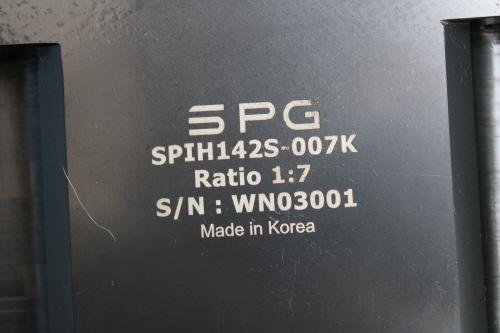 SPG
SPIH142S-007K
Ratio 1:7
S/N : WN03001
Made in Korea